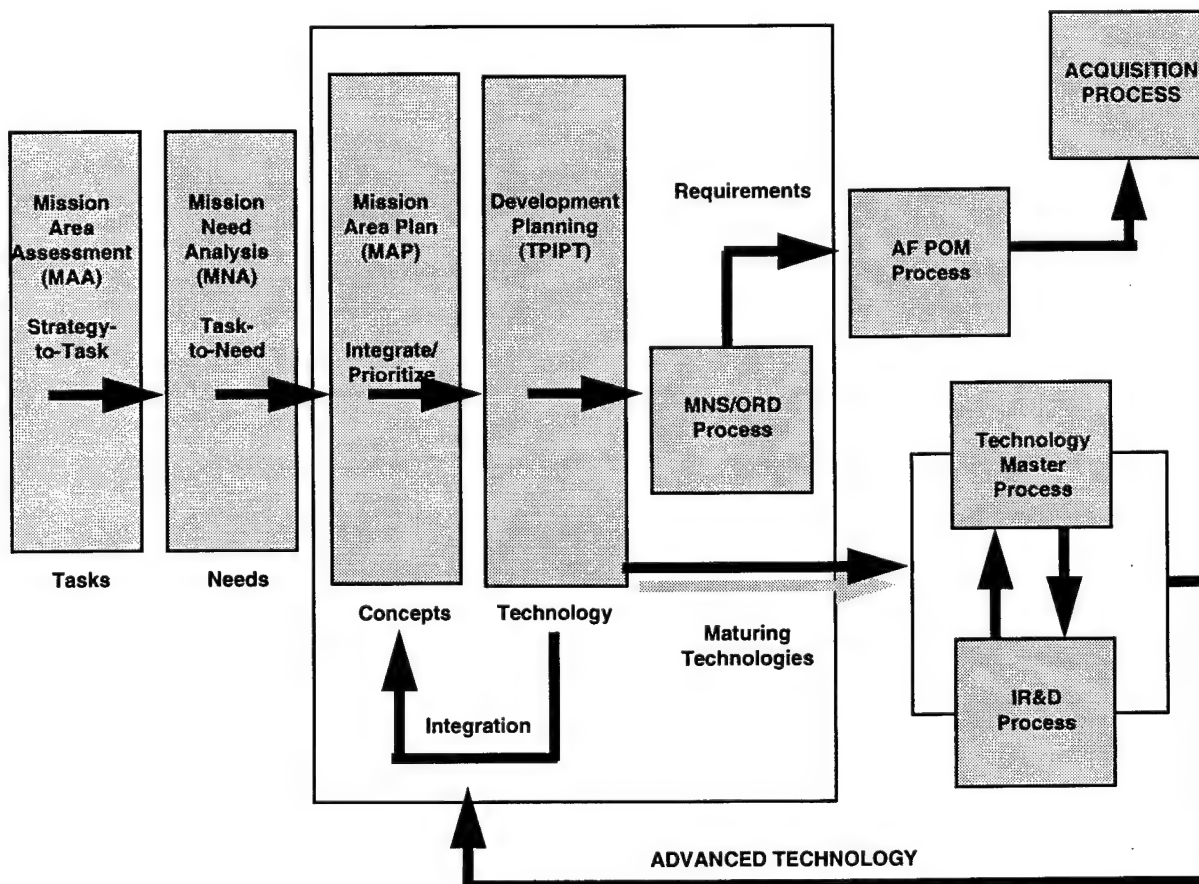 ACQUISITION
PROCESS
Mission
Area
Assessment
(MAA)
Strategy-
to-Task
Mission
Need
Analysis
(MNA)
Task-
to-Need
Mission
Area Plan
(MAP)
Integrate/
Prioritize
Development
Planning
(TPIPT)
Requirements
AF POM
Process
MNS/ORD
Process
Technology
Master
Process
Tasks
Needs
Concepts
Technology
Maturing
Technologies
Integration
IR&D
Process
ADVANCED TECHNOLOGY